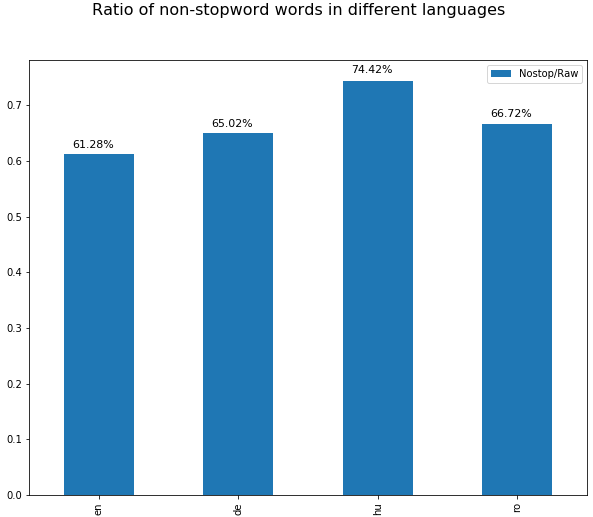 Ratio of non-stopword words in different languages
Nostop/Raw
74.42%
66.72%
65.02%
61.28%
0.7
0.6
0.5
0.4
0.3
0.2
0.1
0.0
en
de
hu
ro